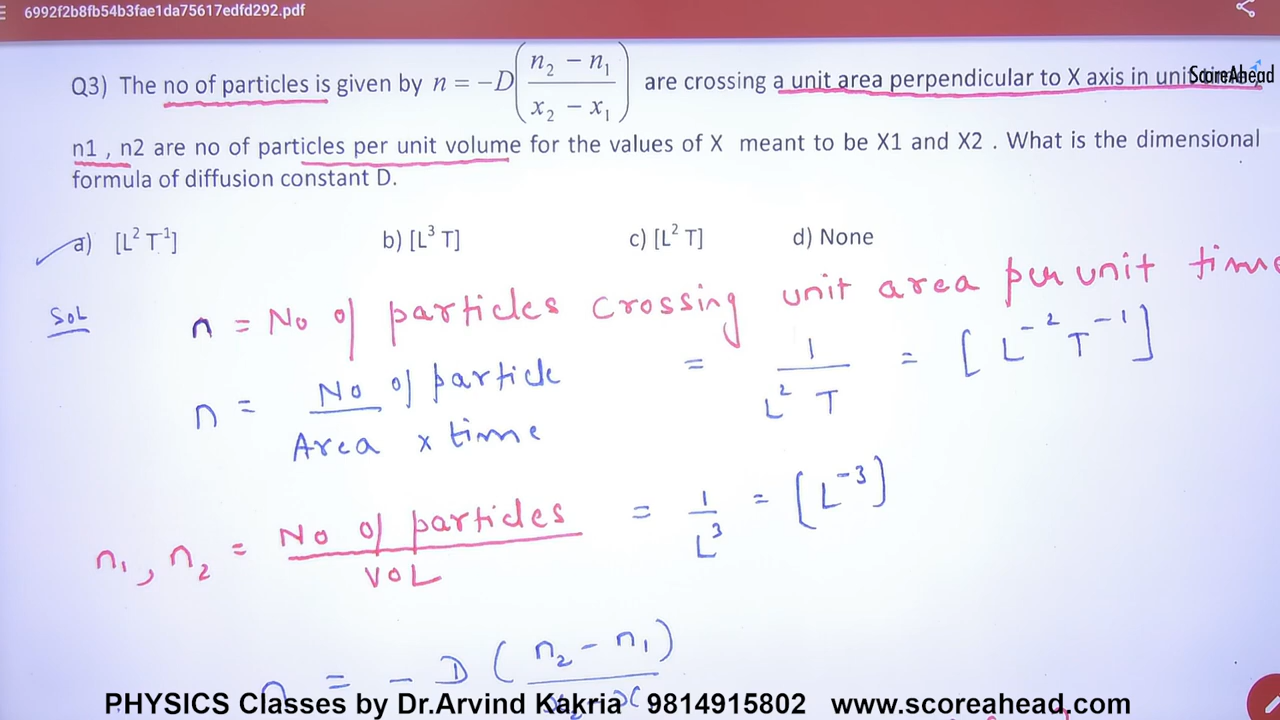 6992f2b8fb54b3fae1da75617edfd292.pdf
Q3) The no of particles is given by n = -D( n₂ - n₁ / x₂ - x₁ ) are crossing a unit area perpendicular to X axis in unit
ScoreAhead
n1 , n2 are no of particles per unit volume for the values of X meant to be X1 and X2 . What is the dimensional
formula of diffusion constant D.
a) [L² T¹] b) [L³ T] c) [L² T] d) None
Sol n = No of particles crossing unit area per unit time
n = No of particle / Area x time = 1 / L² T = [L⁻² T⁻¹]
n₁ , n₂ = No of particles / VOL = 1 / L³ = [L⁻³]
n = - D ( n₂ - n₁ )
PHYSICS Classes by Dr.Arvind Kakria 9814915802 www.scoreahead.com